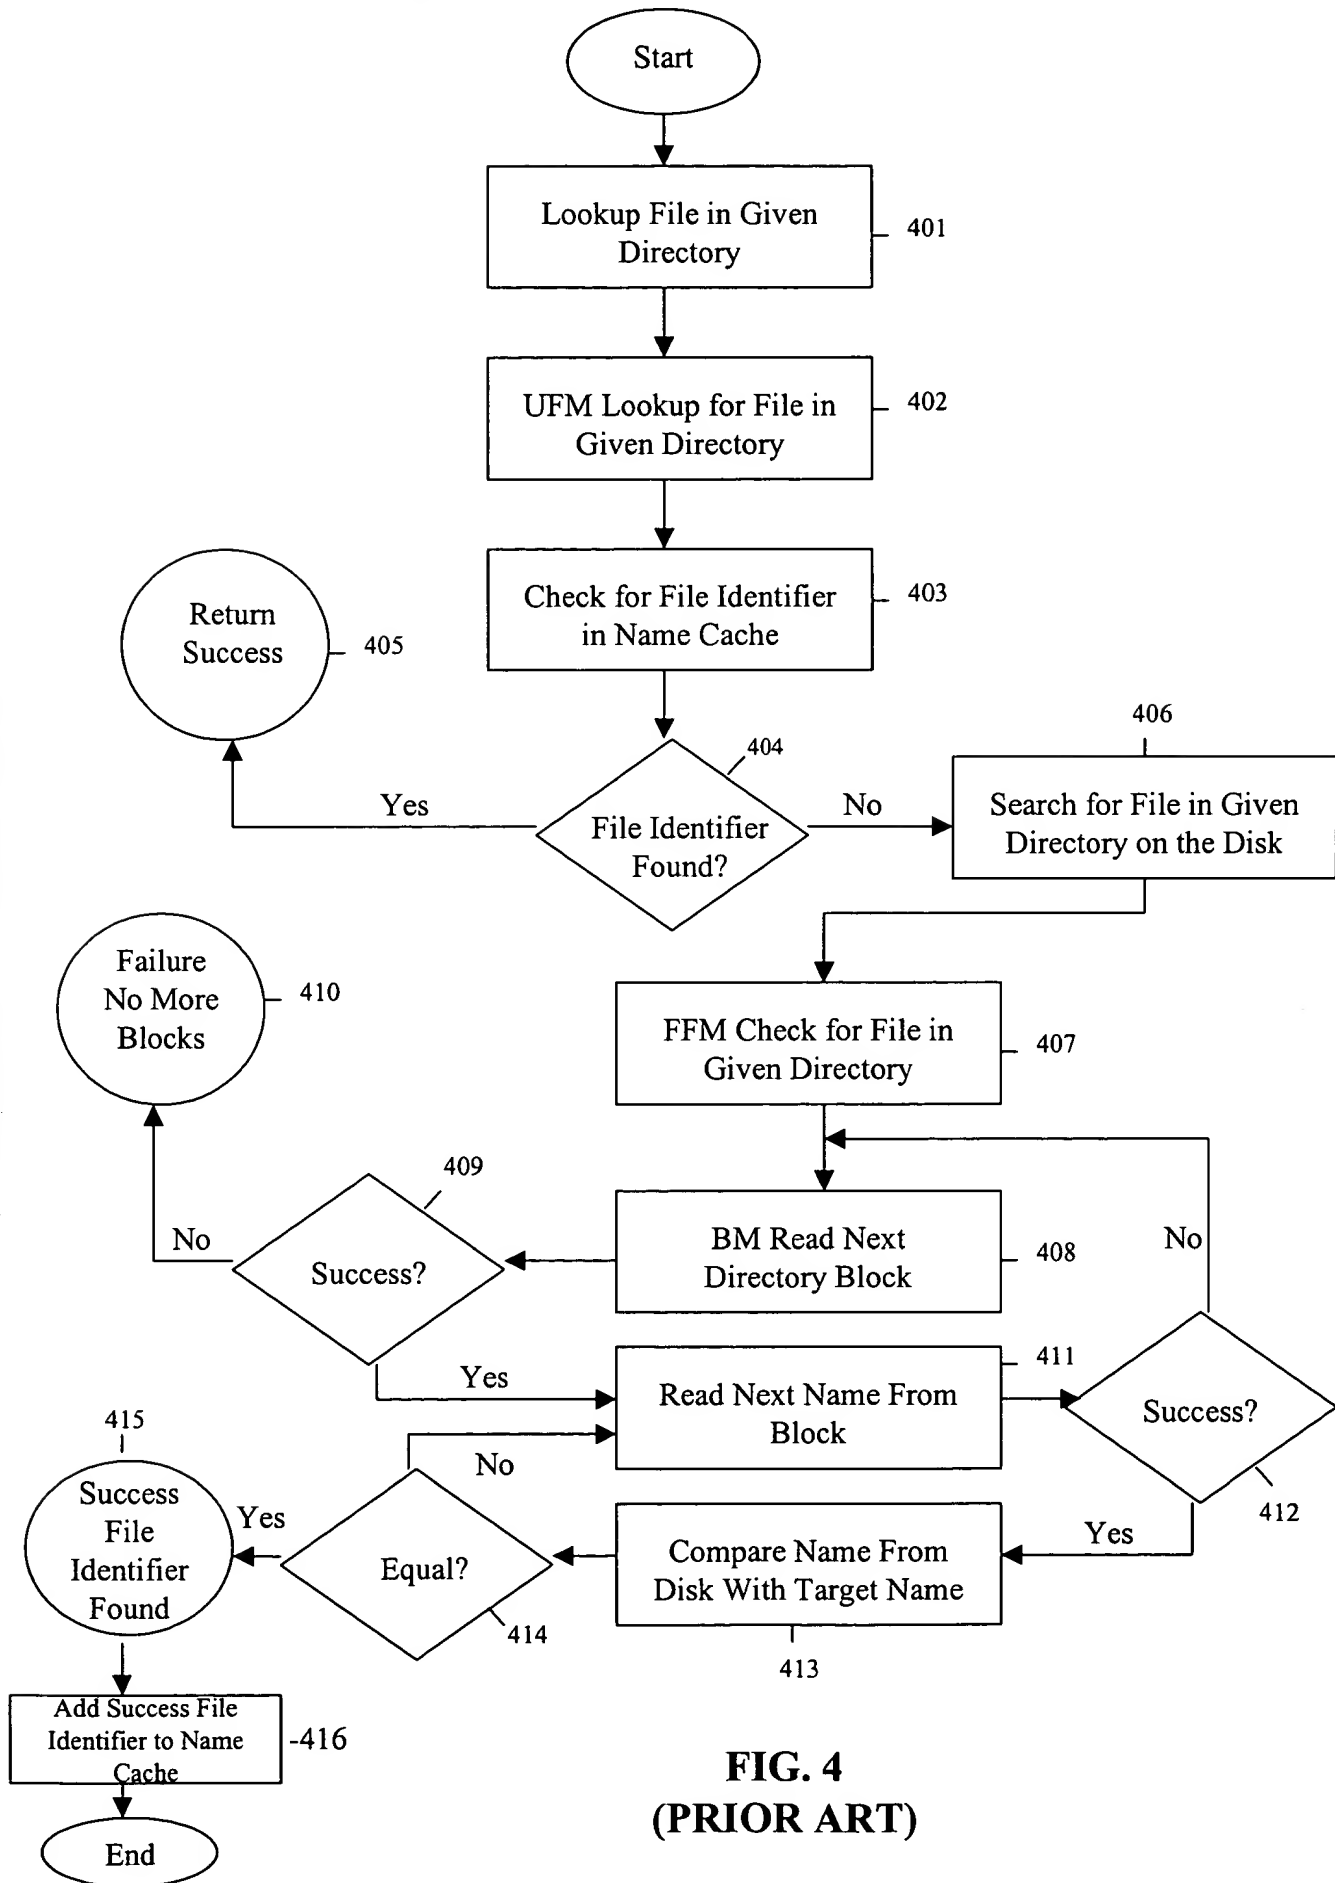 Start
Lookup File in Given
Directory
401
UFM Lookup for File in
Given Directory
402
Check for File Identifier
in Name Cache
403
Return
Success
405
404
File Identifier
Found?
Yes
No
406
Search for File in Given
Directory on the Disk
Failure
No More
Blocks
410
FFM Check for File in
Given Directory
407
409
Success?
No
BM Read Next
Directory Block
408
No
Yes
Read Next Name From
Block
411
Success?
412
415
Success
File
Identifier
Found
Yes
No
Equal?
414
Compare Name From
Disk With Target Name
413
Yes
Add Success File
Identifier to Name
Cache
-416
End
FIG. 4
(PRIOR ART)